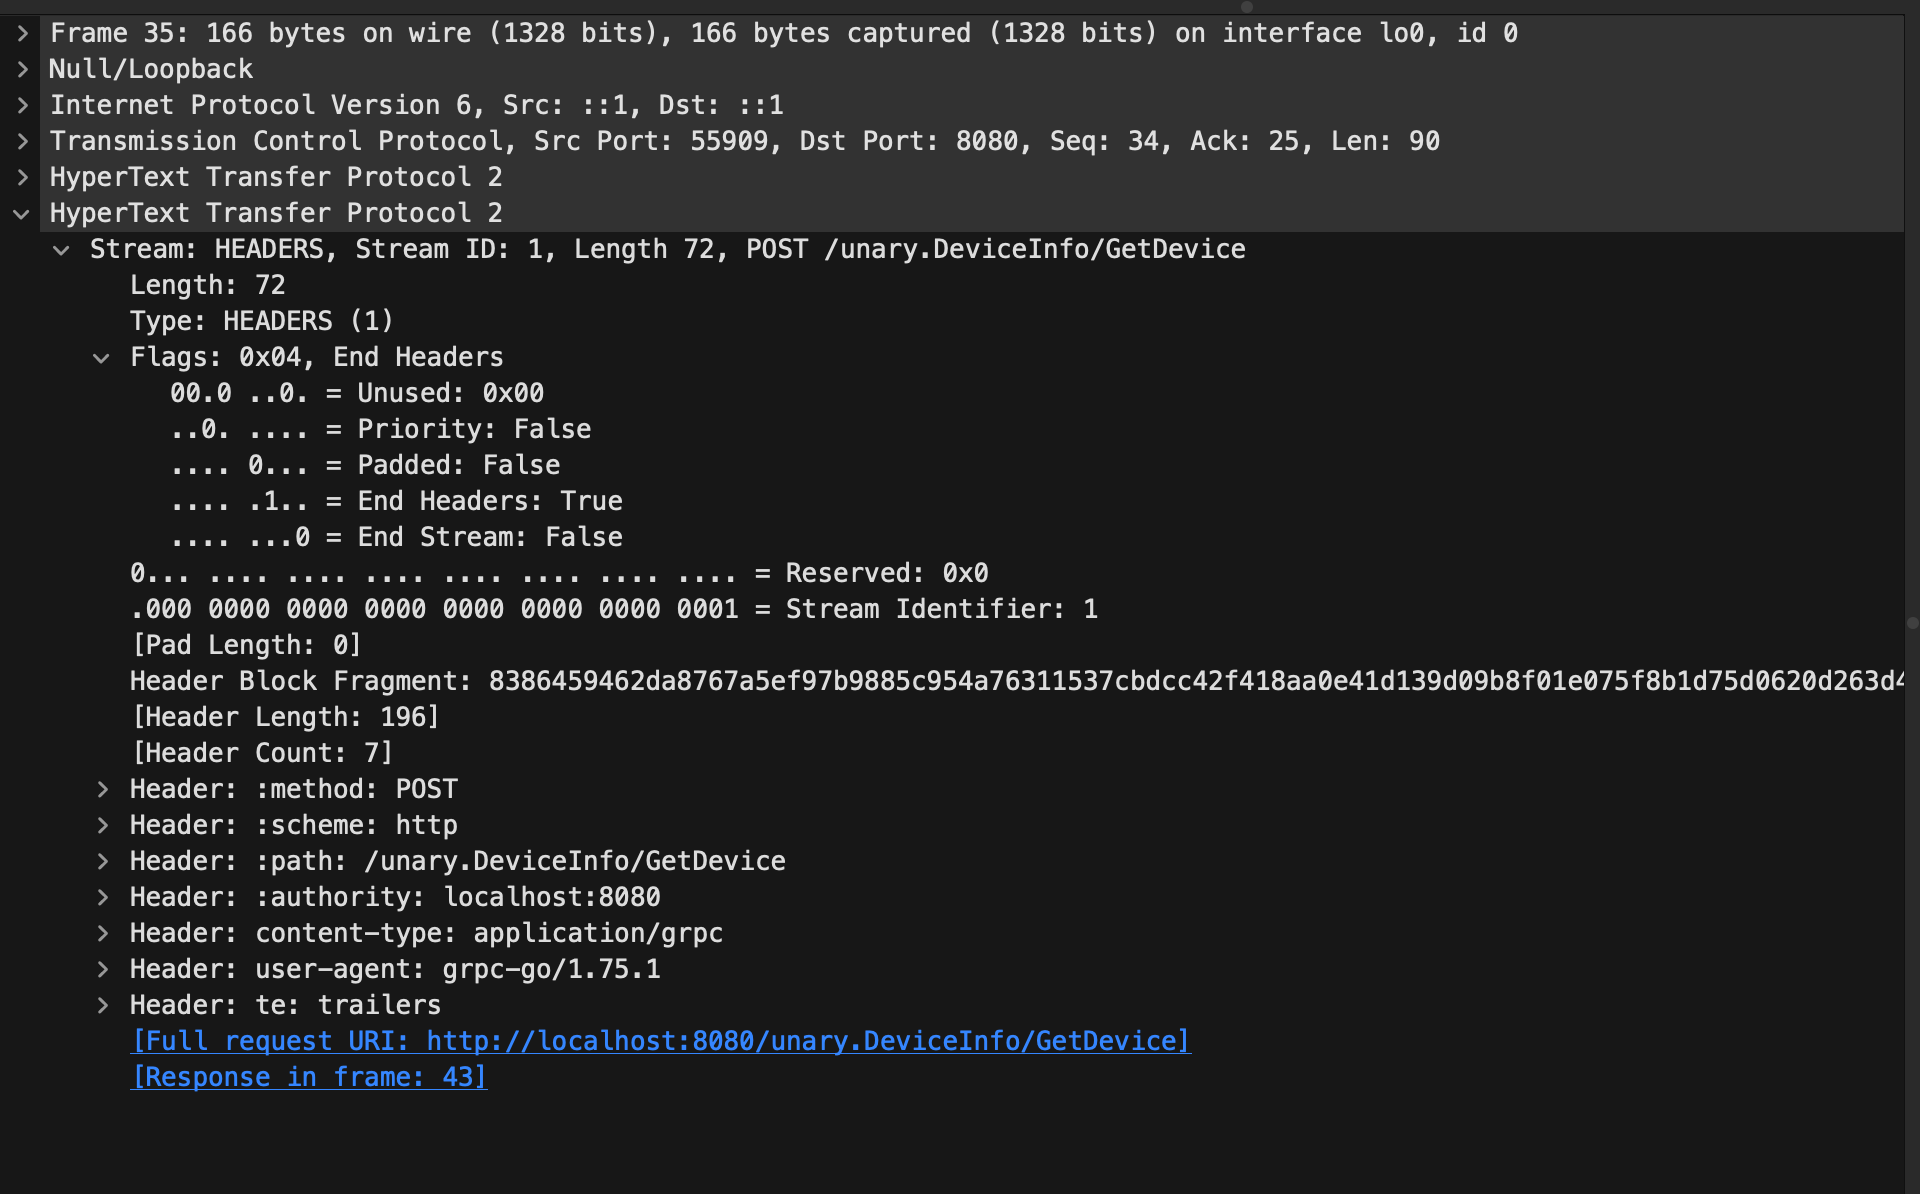 Frame 35: 166 bytes on wire (1328 bits), 166 bytes captured (1328 bits) on interface lo0, id 0
Null/Loopback
Internet Protocol Version 6, Src: ::1, Dst: ::1
Transmission Control Protocol, Src Port: 55909, Dst Port: 8080, Seq: 34, Ack: 25, Len: 90
HyperText Transfer Protocol 2
HyperText Transfer Protocol 2
Stream: HEADERS, Stream ID: 1, Length 72, POST /unary.DeviceInfo/GetDevice
Length: 72
Type: HEADERS (1)
Flags: 0x04, End Headers
00.0 ..0. = Unused: 0x00
..0. .... = Priority: False
.... 0... = Padded: False
.... .1.. = End Headers: True
.... ...0 = End Stream: False
0... .... .... .... .... .... .... .... = Reserved: 0x0
.000 0000 0000 0000 0000 0000 0000 0001 = Stream Identifier: 1
[Pad Length: 0]
Header Block Fragment: 8386459462da8767a5ef97b9885c954a76311537cbdcc42f418aa0e41d139d09b8f01e075f8b1d75d0620d263d4
[Header Length: 196]
[Header Count: 7]
Header: :method: POST
Header: :scheme: http
Header: :path: /unary.DeviceInfo/GetDevice
Header: :authority: localhost:8080
Header: content-type: application/grpc
Header: user-agent: grpc-go/1.75.1
Header: te: trailers
[Full request URI: http://localhost:8080/unary.DeviceInfo/GetDevice]
[Response in frame: 43]